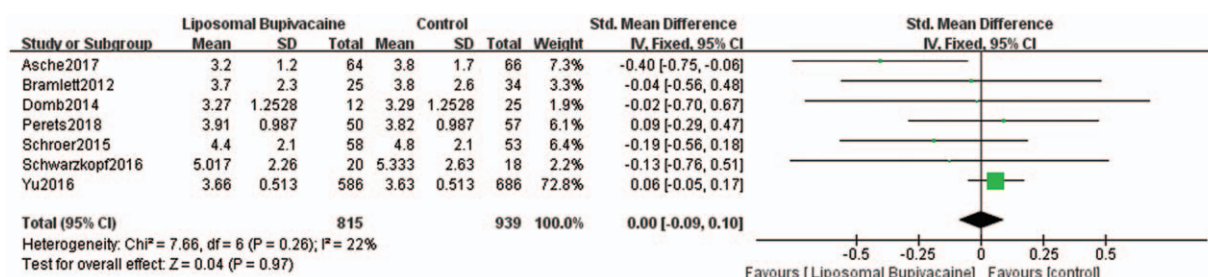 Liposomal Bupivacaine Control Std. Mean Difference Std. Mean Difference
Study or Subgroup Mean SD Total Mean SD Total Weight IV, Fixed, 95% CI IV, Fixed, 95% CI
Asche2017 3.2 1.2 64 3.8 1.7 66 7.3% -0.40 [-0.75, -0.06]
Bramlett2012 3.7 2.3 25 3.8 2.6 34 3.3% -0.04 [-0.56, 0.48]
Domb2014 3.27 1.2528 12 3.29 1.2528 25 1.9% -0.02 [-0.70, 0.67]
Perets2018 3.91 0.987 50 3.82 0.987 57 6.1% 0.09 [-0.29, 0.47]
Schroer2015 4.4 2.1 58 4.8 2.1 53 6.4% -0.19 [-0.56, 0.18]
Schwarzkopf2016 5.017 2.26 20 5.333 2.63 18 2.2% -0.13 [-0.76, 0.51]
Yu2016 3.66 0.513 586 3.63 0.513 686 72.8% 0.06 [-0.05, 0.17]
Total (95% CI) 815 939 100.0% 0.00 [-0.09, 0.10]
Heterogeneity: Chi² = 7.66, df = 6 (P = 0.26); I² = 22%
Test for overall effect: Z = 0.04 (P = 0.97)
-0.5 -0.25 0 0.25 0.5
Favours [Liposomal Bupivacaine] Favours [control]